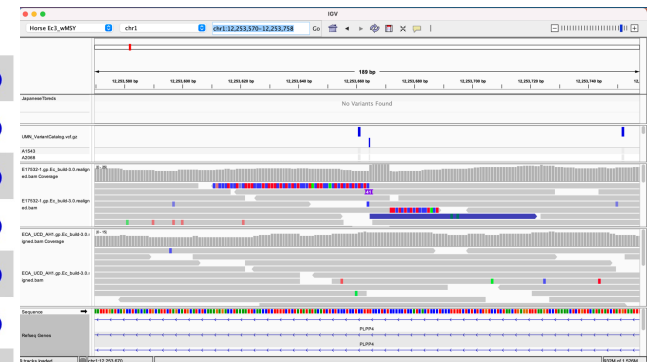 IGV
Horse Ec3_wMSY chr1 chr1:12,253,570-12,253,758 Go
189 bp
12,253,580 bp 12,253,600 bp 12,253,620 bp 12,253,640 bp 12,253,660 bp 12,253,680 bp 12,253,700 bp 12,253,720 bp 12,253,740 bp 12,
JapaneseTrends
No Variants Found
UMN_VariantCatalog.vcf.gz
A1543
A2068
E17532-1.gp.Ec_build-3.0.realign
ed.bam Coverage
E17532-1.gp.Ec_build-3.0.realign
ed.bam
ECA_UCD_AH1.gp.Ec_build-3.0.r
igned.bam Coverage
ECA_UCD_AH1.gp.Ec_build-3.0.r
igned.bam
Sequence
Refseq Genes
PLPP4
PLPP4
chr1:12,253,670